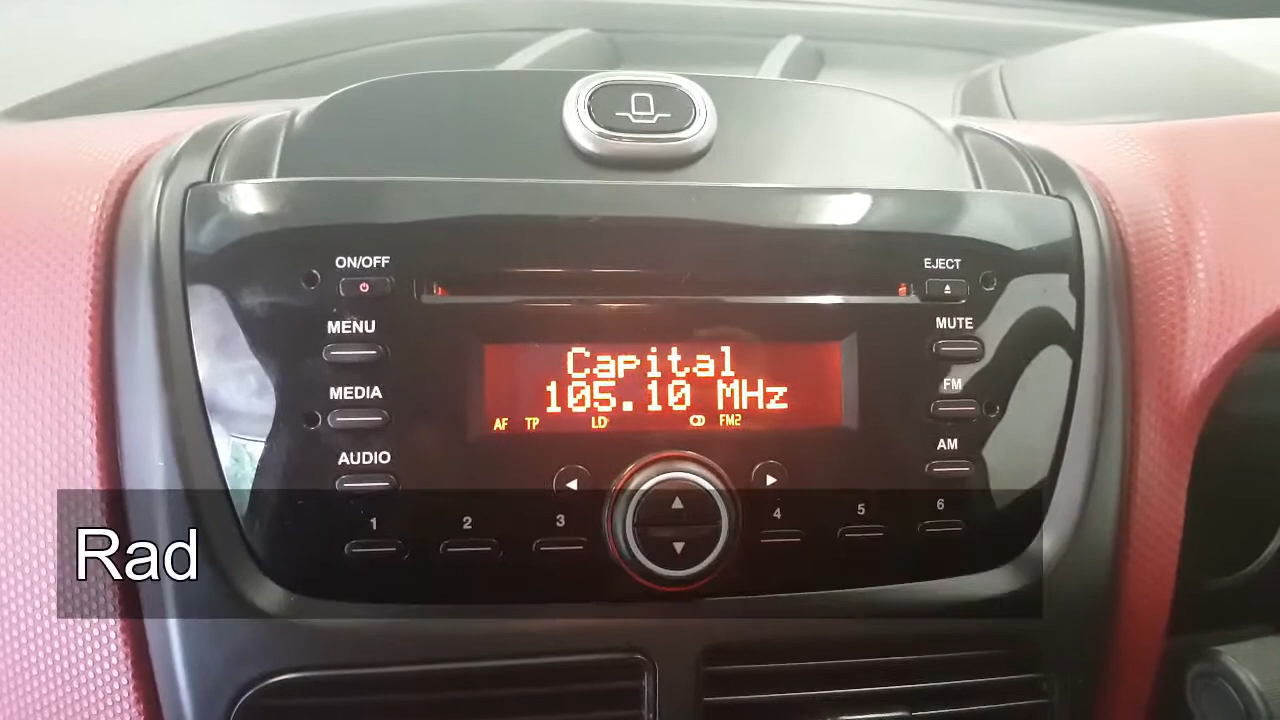 ON/OFF
EJECT
MENU
MUTE
Capital
105.10 MHz
MEDIA
FM
AF TP LD FM2
AUDIO
AM
1 2 3 4 5 6
Rad